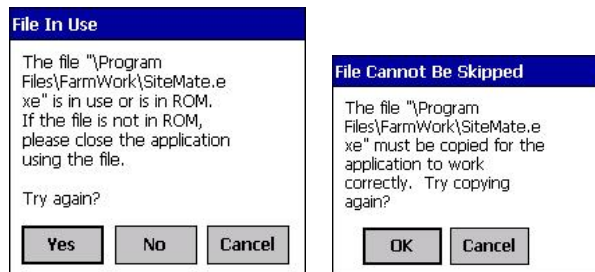 File In Use
The file "\Program
Files\FarmWork\SiteMate.e
xe" is in use or is in ROM.
If the file is not in ROM,
please close the application
using the file.
Try again?
Yes No Cancel
File Cannot Be Skipped
The file "\Program
Files\FarmWork\SiteMate.e
xe" must be copied for the
application to work
correctly. Try copying
again?
OK Cancel